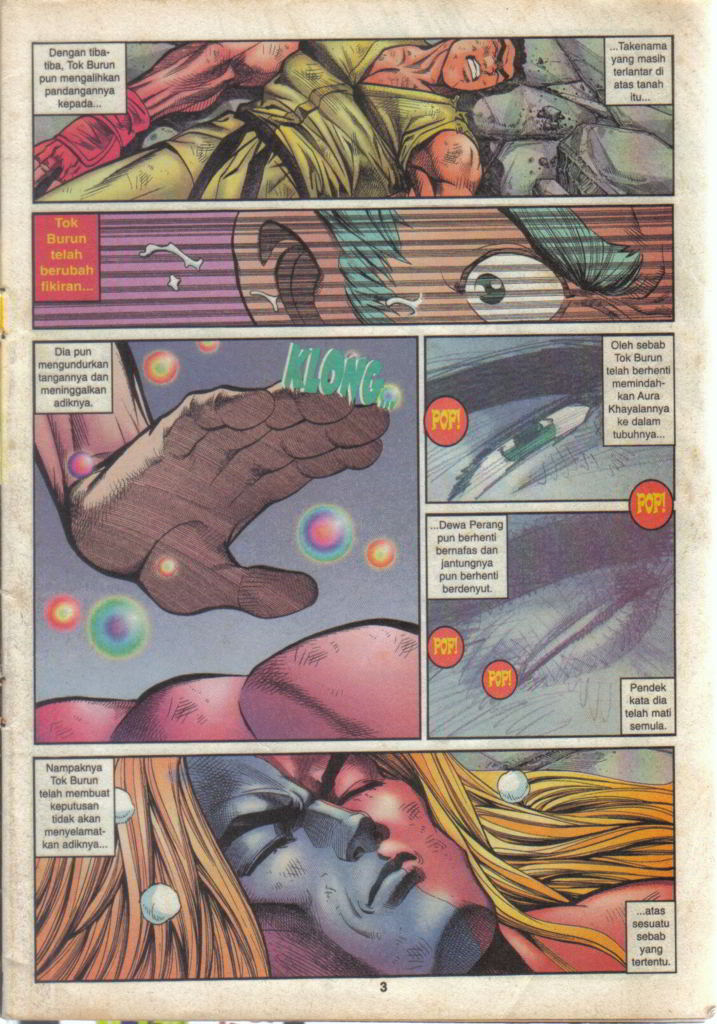 Dengan tiba-
tiba, Tok Burun
pun mengalihkan
pandangannya
kepada...
...Takenama
yang masih
terlantar di
atas tanah
itu...
Tok
Burun
telah
berubah
fikiran...
Dia pun
mengundurkan
tangannya dan
meninggalkan
adiknya.
KLONG...
Oleh sebab
Tok Burun
telah berhenti
memindah-
kan Aura
Khayalannya
ke dalam
tubuhnya...
POP!
POP!
...Dewa Perang
pun berhenti
bernafas dan
jantungnya
pun berhenti
berdenyut.
POP!
POP!
Pendek
kata dia
telah mati
semula.
Nampaknya
Tok Burun
telah membuat
keputusan
tidak akan
menyelamat-
kan adiknya...
...atas
sesuatu
sebab
yang
tertentu.
3